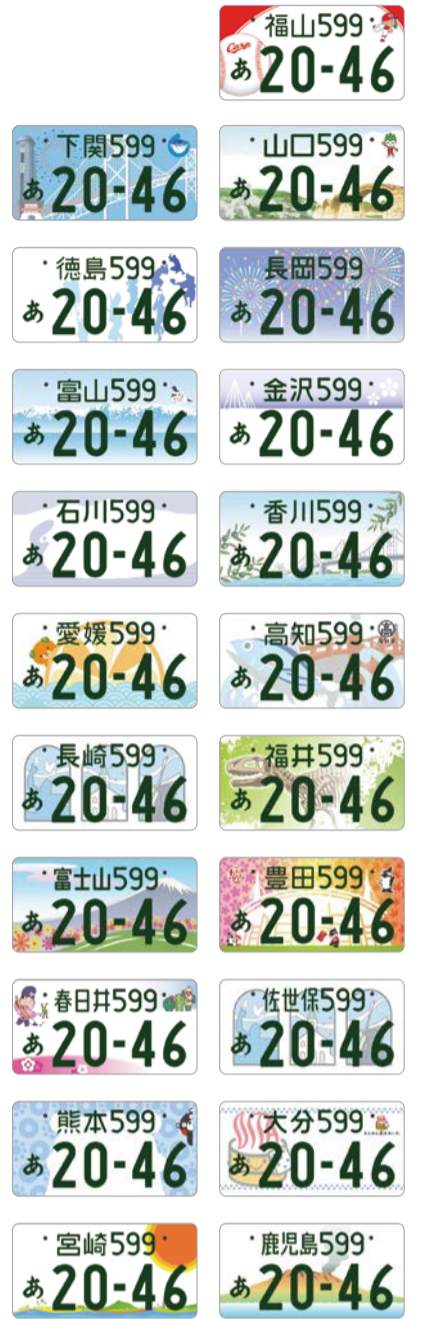 福山599
Carp
あ20-46
下関599
あ20-46
山口599
あ20-46
徳島599
あ20-46
長岡599
あ20-46
富山599
あ20-46
金沢599
あ20-46
石川599
あ20-46
香川599
あ20-46
愛媛599
あ20-46
高知599
あ20-46
長崎599
あ20-46
福井599
あ20-46
富士山599
あ20-46
豊田599
あ20-46
春日井599
あ20-46
佐世保599
あ20-46
熊本599
あ20-46
大分599
あ20-46
宮崎599
あ20-46
鹿児島599
あ20-46